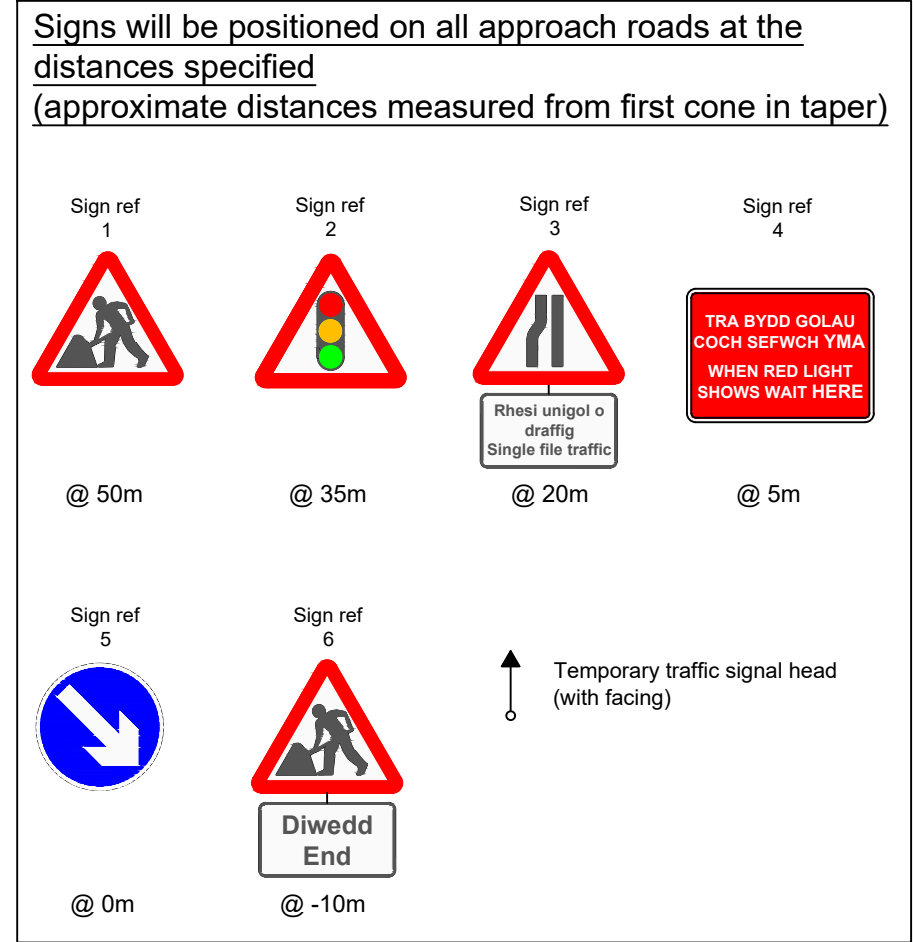 Signs will be positioned on all approach roads at the
distances specified
(approximate distances measured from first cone in taper)
Sign ref
1
Sign ref
2
Sign ref
3
Sign ref
4
Rhesi unigol o
draffig
Single file traffic
TRA BYDD GOLAU
COCH SEFWCH YMA
WHEN RED LIGHT
SHOWS WAIT HERE
@ 50m
@ 35m
@ 20m
@ 5m
Sign ref
5
Sign ref
6
Temporary traffic signal head
(with facing)
Diwedd
End
@ 0m
@ -10m